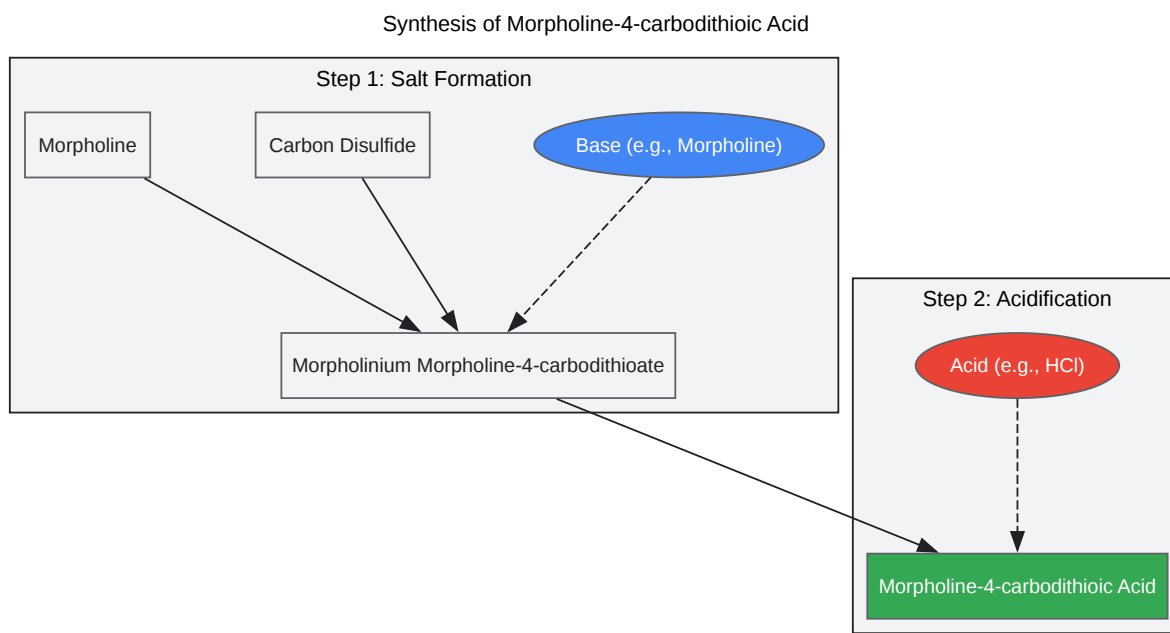 Synthesis of Morpholine-4-carbodithioic Acid
Step 1: Salt Formation
Morpholine
Carbon Disulfide
Base (e.g., Morpholine)
Morpholinium Morpholine-4-carbodithioate
Step 2: Acidification
Acid (e.g., HCl)
Morpholine-4-carbodithioic Acid